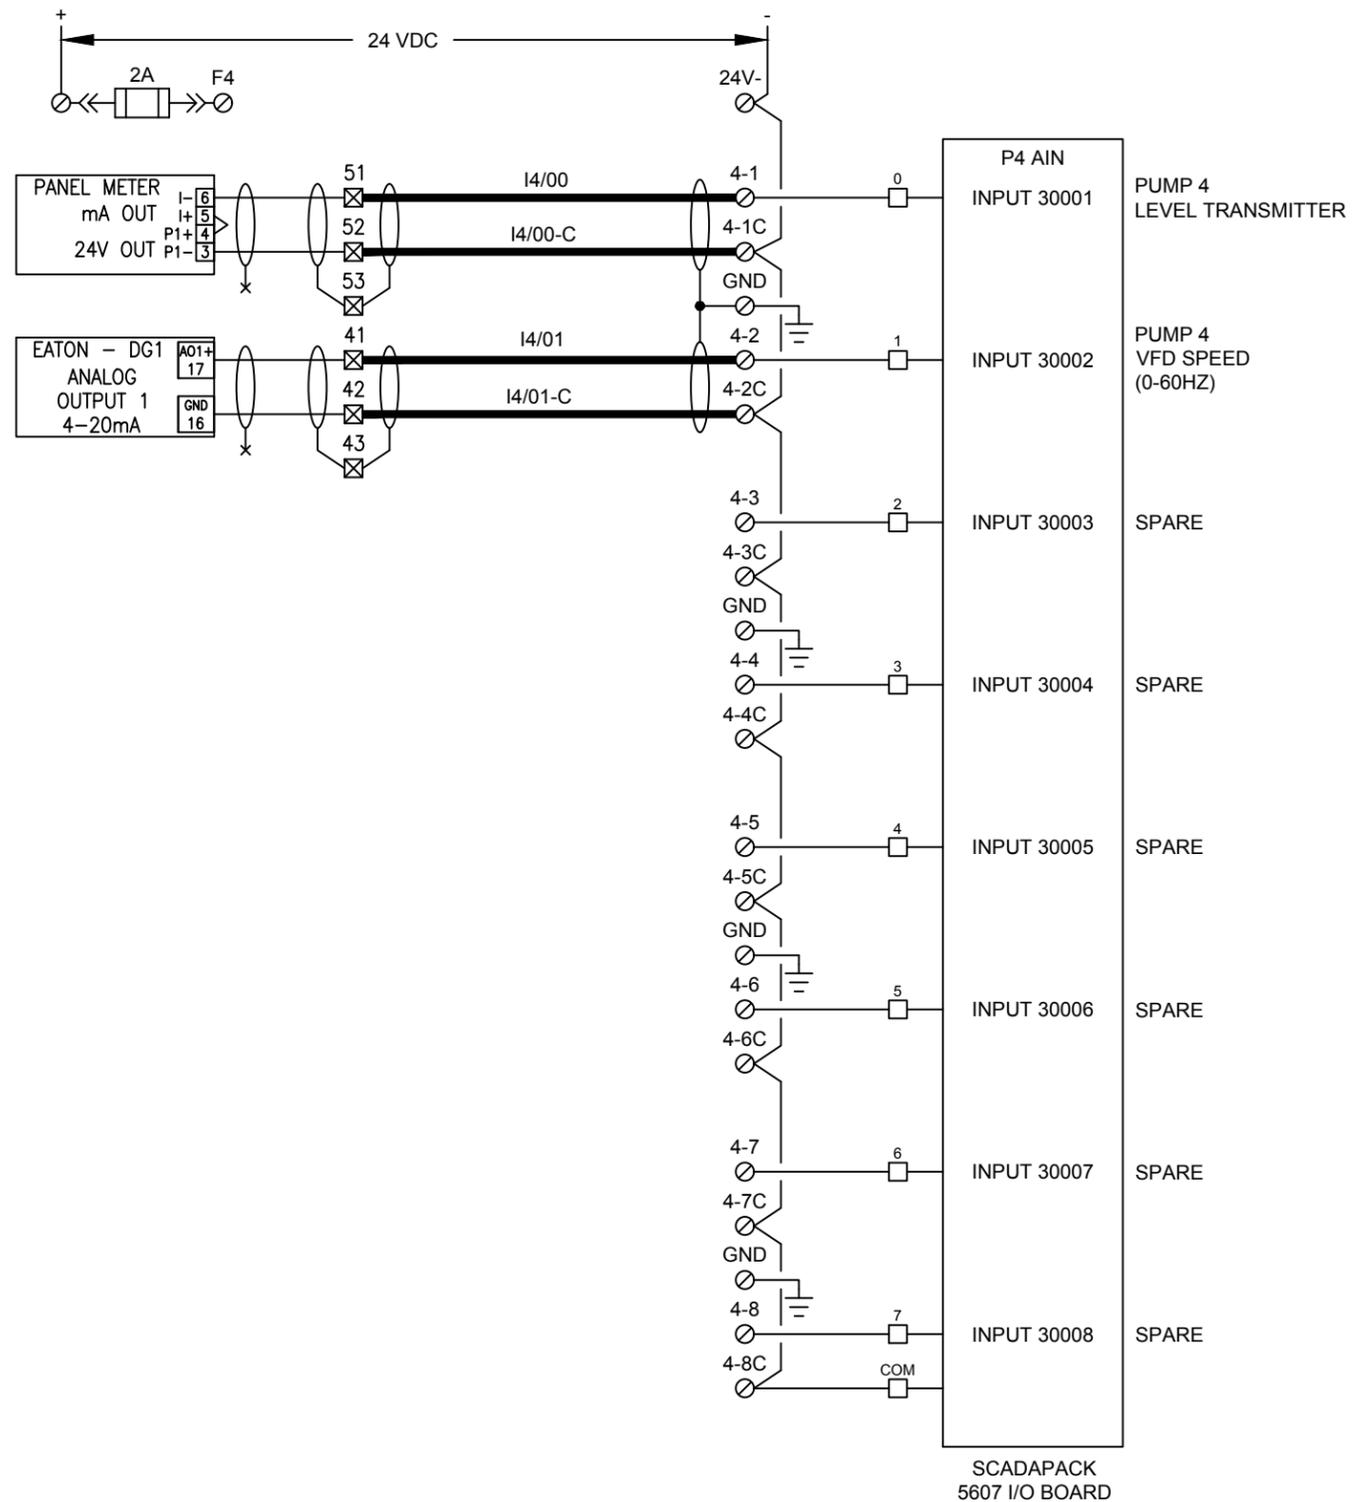 +
-
24 VDC
2A
F4
24V-
P4 AIN
PANEL METER
mA OUT
24V OUT
I- 6
I+ 5
P1+ 4
P1- 3
51
I4/00
4-1
0
INPUT 30001
PUMP 4
LEVEL TRANSMITTER
52
I4/00-C
4-1C
53
GND
EATON - DG1
ANALOG
OUTPUT 1
4-20mA
AO1+
17
GND
16
41
I4/01
4-2
1
INPUT 30002
PUMP 4
VFD SPEED
(0-60HZ)
42
I4/01-C
4-2C
43
4-3
2
INPUT 30003
SPARE
4-3C
GND
4-4
3
INPUT 30004
SPARE
4-4C
4-5
4
INPUT 30005
SPARE
4-5C
GND
4-6
5
INPUT 30006
SPARE
4-6C
4-7
6
INPUT 30007
SPARE
4-7C
GND
4-8
7
INPUT 30008
SPARE
4-8C
COM
SCADAPACK
5607 I/O BOARD